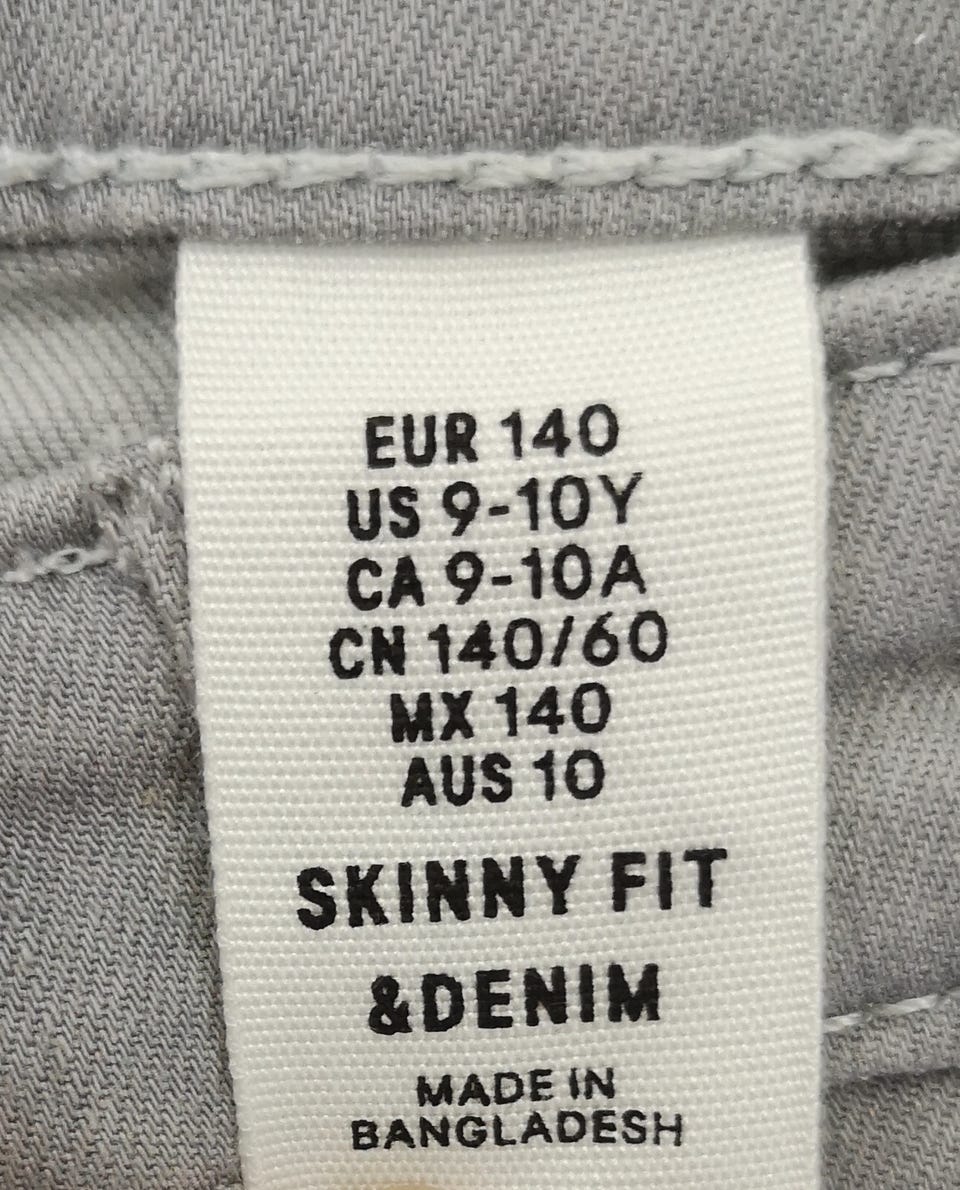 EUR 140
US 9-10Y
CA 9-10A
CN 140/60
MX 140
AUS 10
SKINNY FIT
&DENIM
MADE IN
BANGLADESH